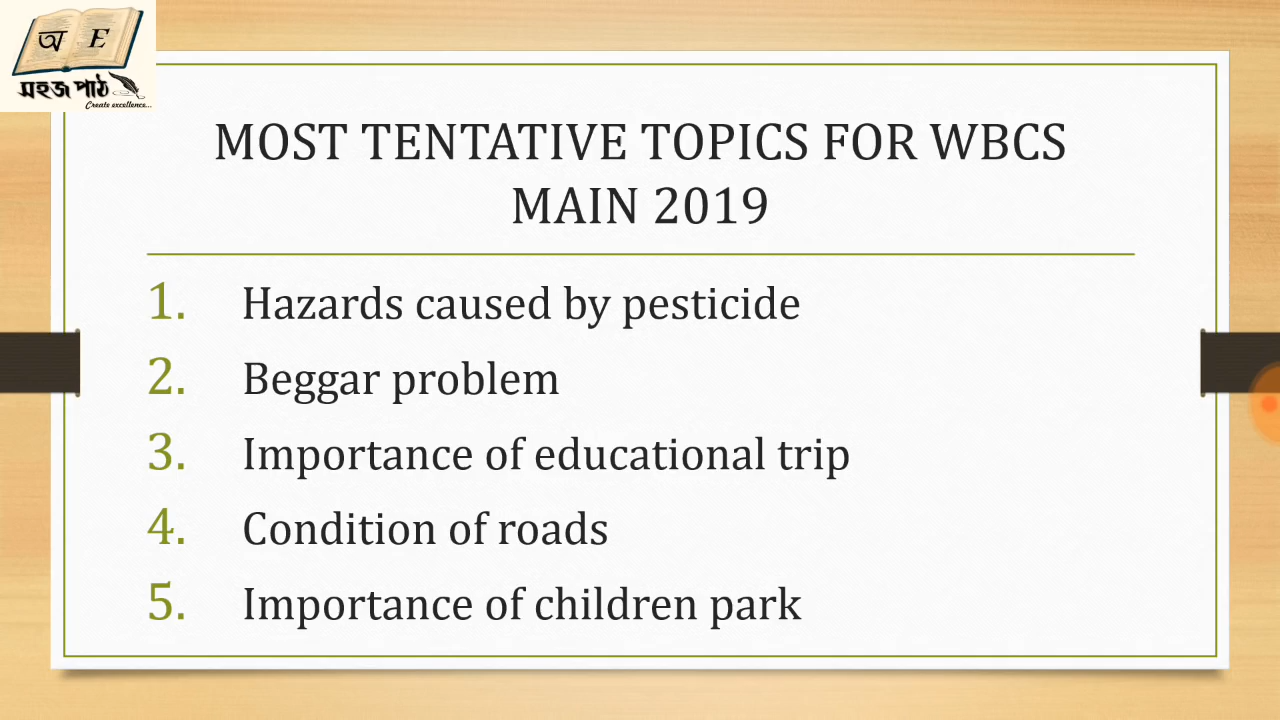 অ E
সহজ পাঠ
Create excellence...
MOST TENTATIVE TOPICS FOR WBCS
MAIN 2019
1. Hazards caused by pesticide
2. Beggar problem
3. Importance of educational trip
4. Condition of roads
5. Importance of children park